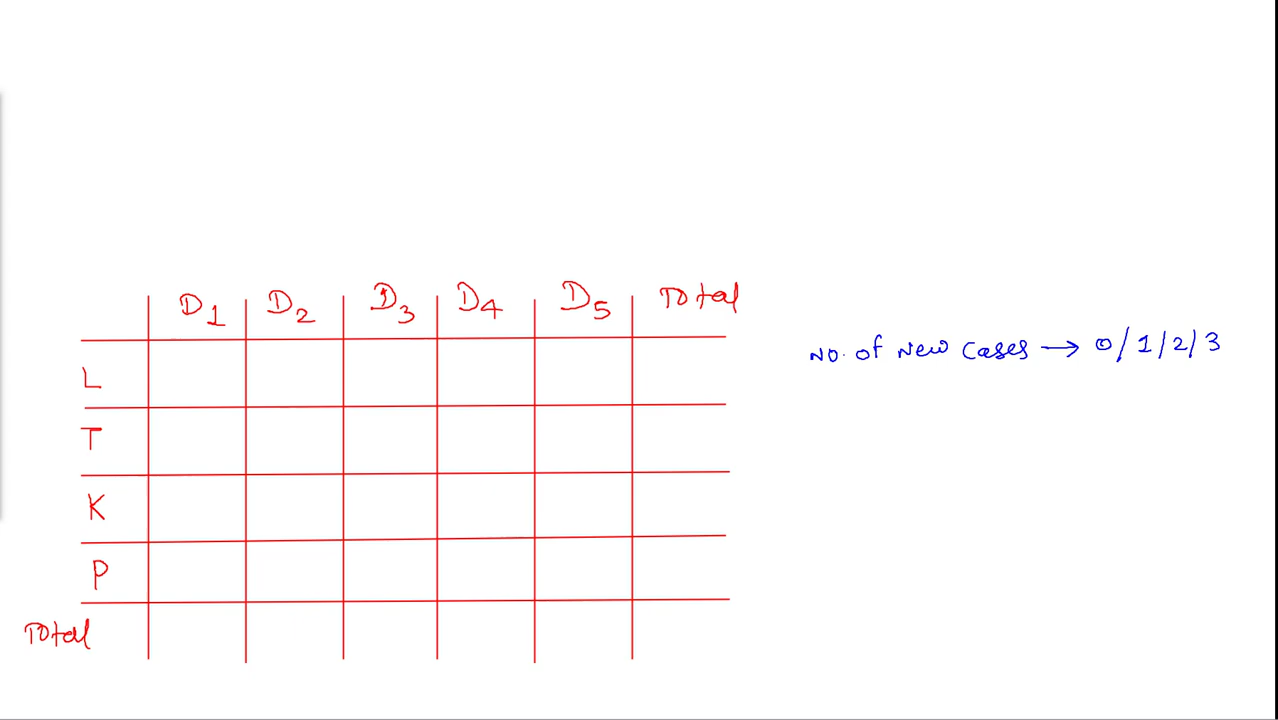 D1 D2 D3 D4 D5 Total
No. of New Cases → 0/1/2/3
L
T
K
P
Total